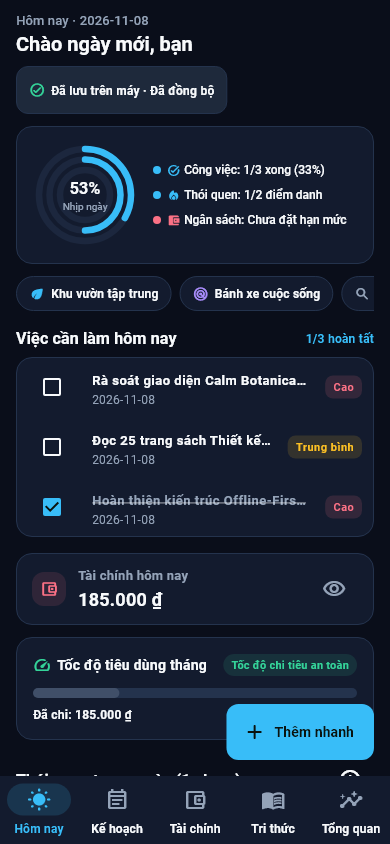 Hôm nay · 2026-11-08
Chào ngày mới, bạn
Đã lưu trên máy · Đã đồng bộ
53%
Nhịp ngày
Công việc: 1/3 xong (33%)
Thói quen: 1/2 điểm danh
Ngân sách: Chưa đặt hạn mức
Khu vườn tập trung
Bánh xe cuộc sống
Việc cần làm hôm nay
1/3 hoàn tất
Rà soát giao diện Calm Botanica…
Cao
2026-11-08
Đọc 25 trang sách Thiết kế…
Trung bình
2026-11-08
Hoàn thiện kiến trúc Offline-Firs…
Cao
2026-11-08
Tài chính hôm nay
185.000 ₫
Tốc độ tiêu dùng tháng
Tốc độ chi tiêu an toàn
Đã chi: 185.000 ₫
Thêm nhanh
Hôm nay
Kế hoạch
Tài chính
Tri thức
Tổng quan